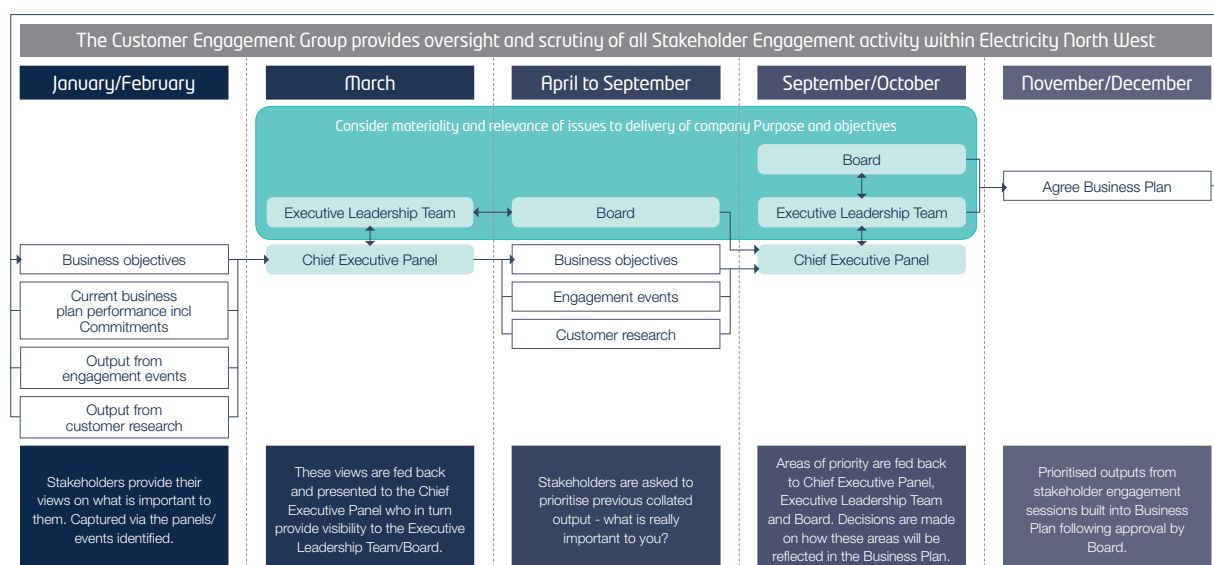 The Customer Engagement Group provides oversight and scrutiny of all Stakeholder Engagement activity within Electricity North West
January/February
March
April to September
September/October
November/December
Consider materiality and relevance of issues to delivery of company Purpose and objectives
Board
Agree Business Plan
Executive Leadership Team
Board
Executive Leadership Team
Business objectives
Chief Executive Panel
Business objectives
Chief Executive Panel
Current business
plan performance incl
Commitments
Engagement events
Customer research
Output from
engagement events
Output from
customer research
Stakeholders provide their
views on what is important to
them. Captured via the panels/
events identified.
These views are fed back
and presented to the Chief
Executive Panel who in turn
provide visibility to the Executive
Leadership Team/Board.
Stakeholders are asked to
prioritise previous collated
output - what is really
important to you?
Areas of priority are fed back
to Chief Executive Panel,
Executive Leadership Team
and Board. Decisions are made
on how these areas will be
reflected in the Business Plan.
Prioritised outputs from
stakeholder engagement
sessions built into Business
Plan following approval by
Board.